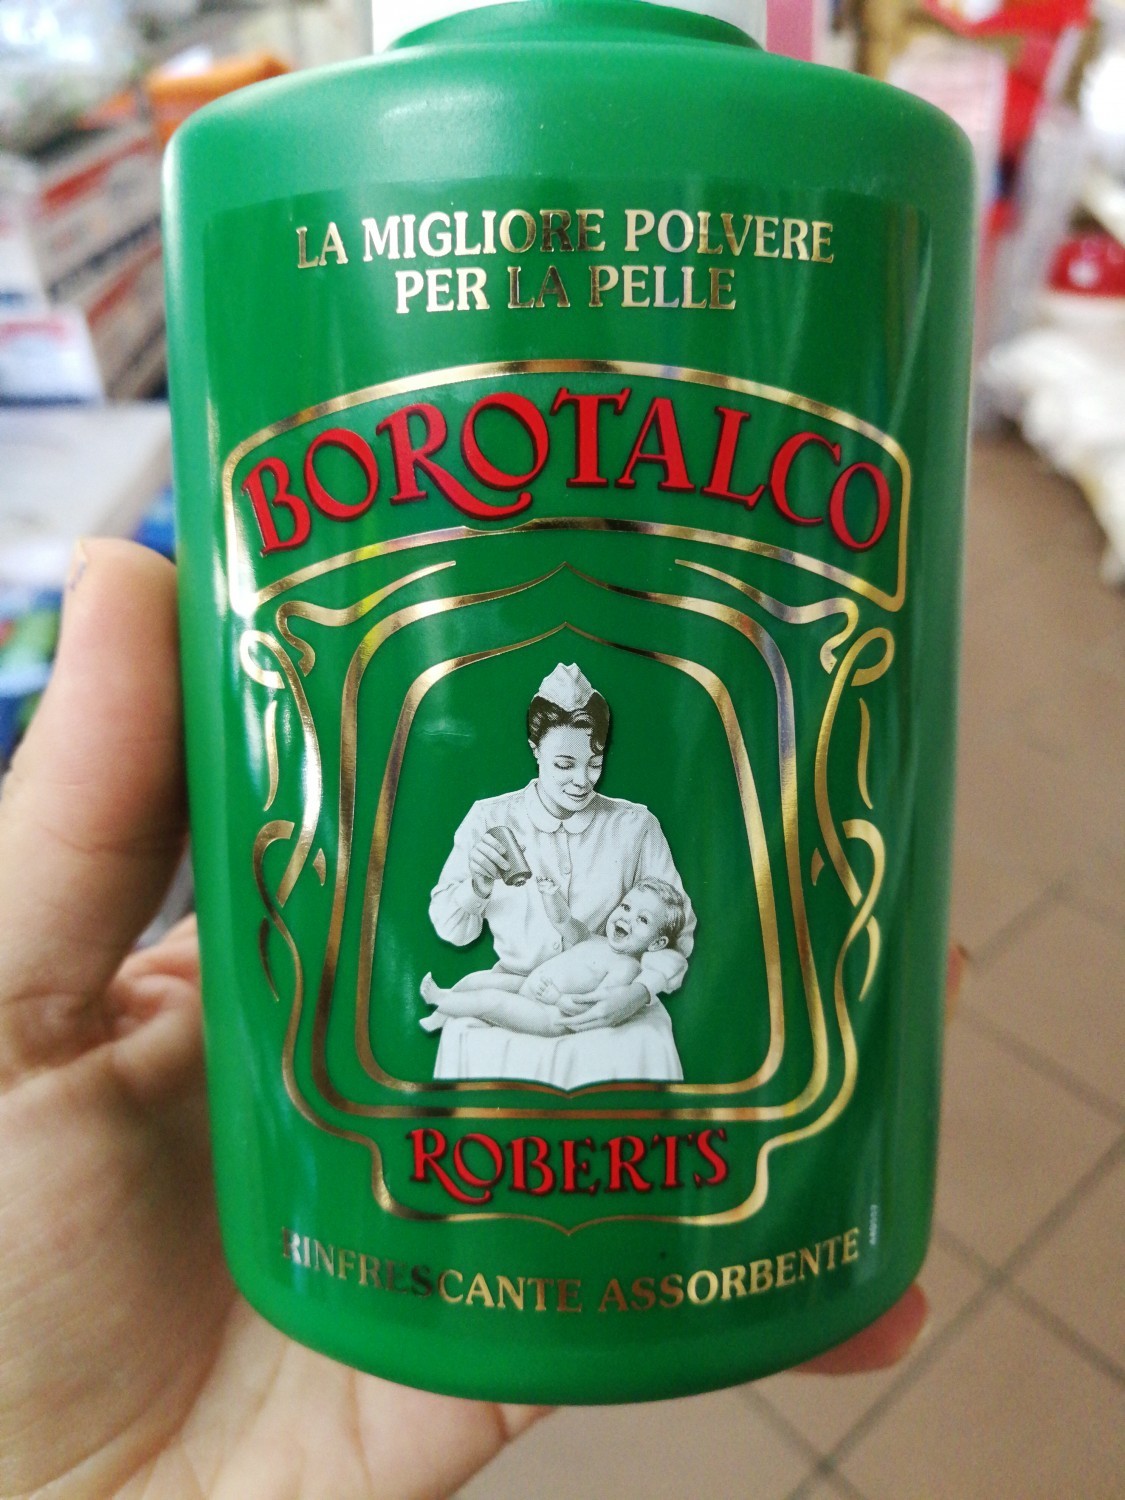 LA MIGLIORE POLVERE
PER LA PELLE
BOROTALCO
ROBERTS
RINFRESCANTE ASSORBENTE